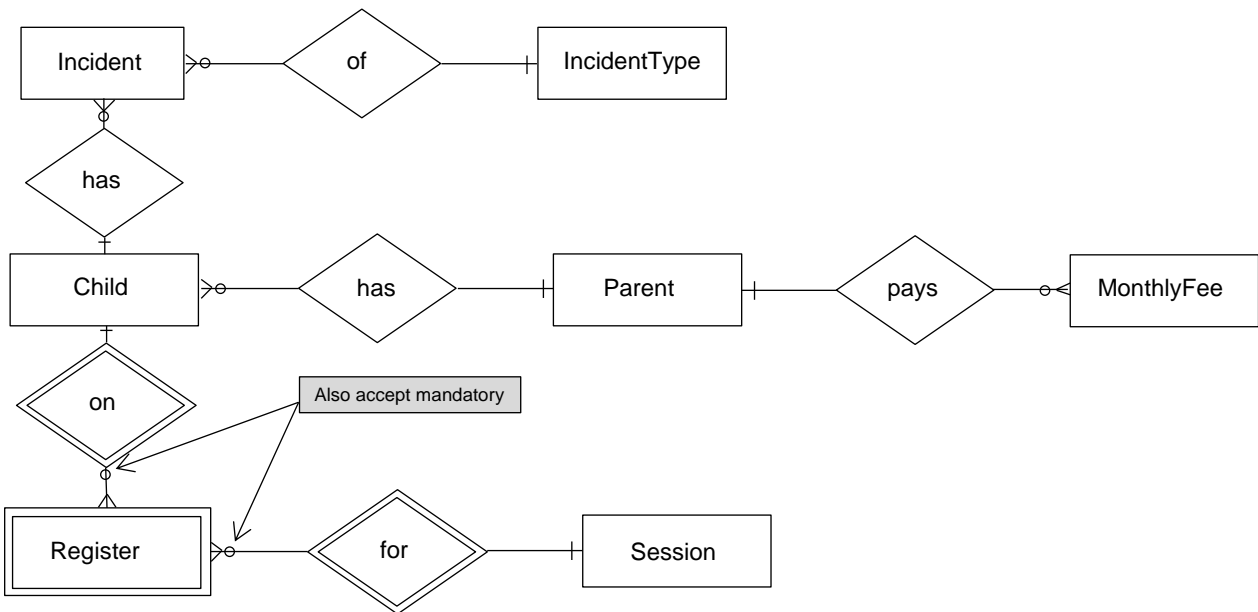 Incident
of
IncidentType
has
Child
has
Parent
pays
MonthlyFee
Also accept mandatory
on
Register
for
Session